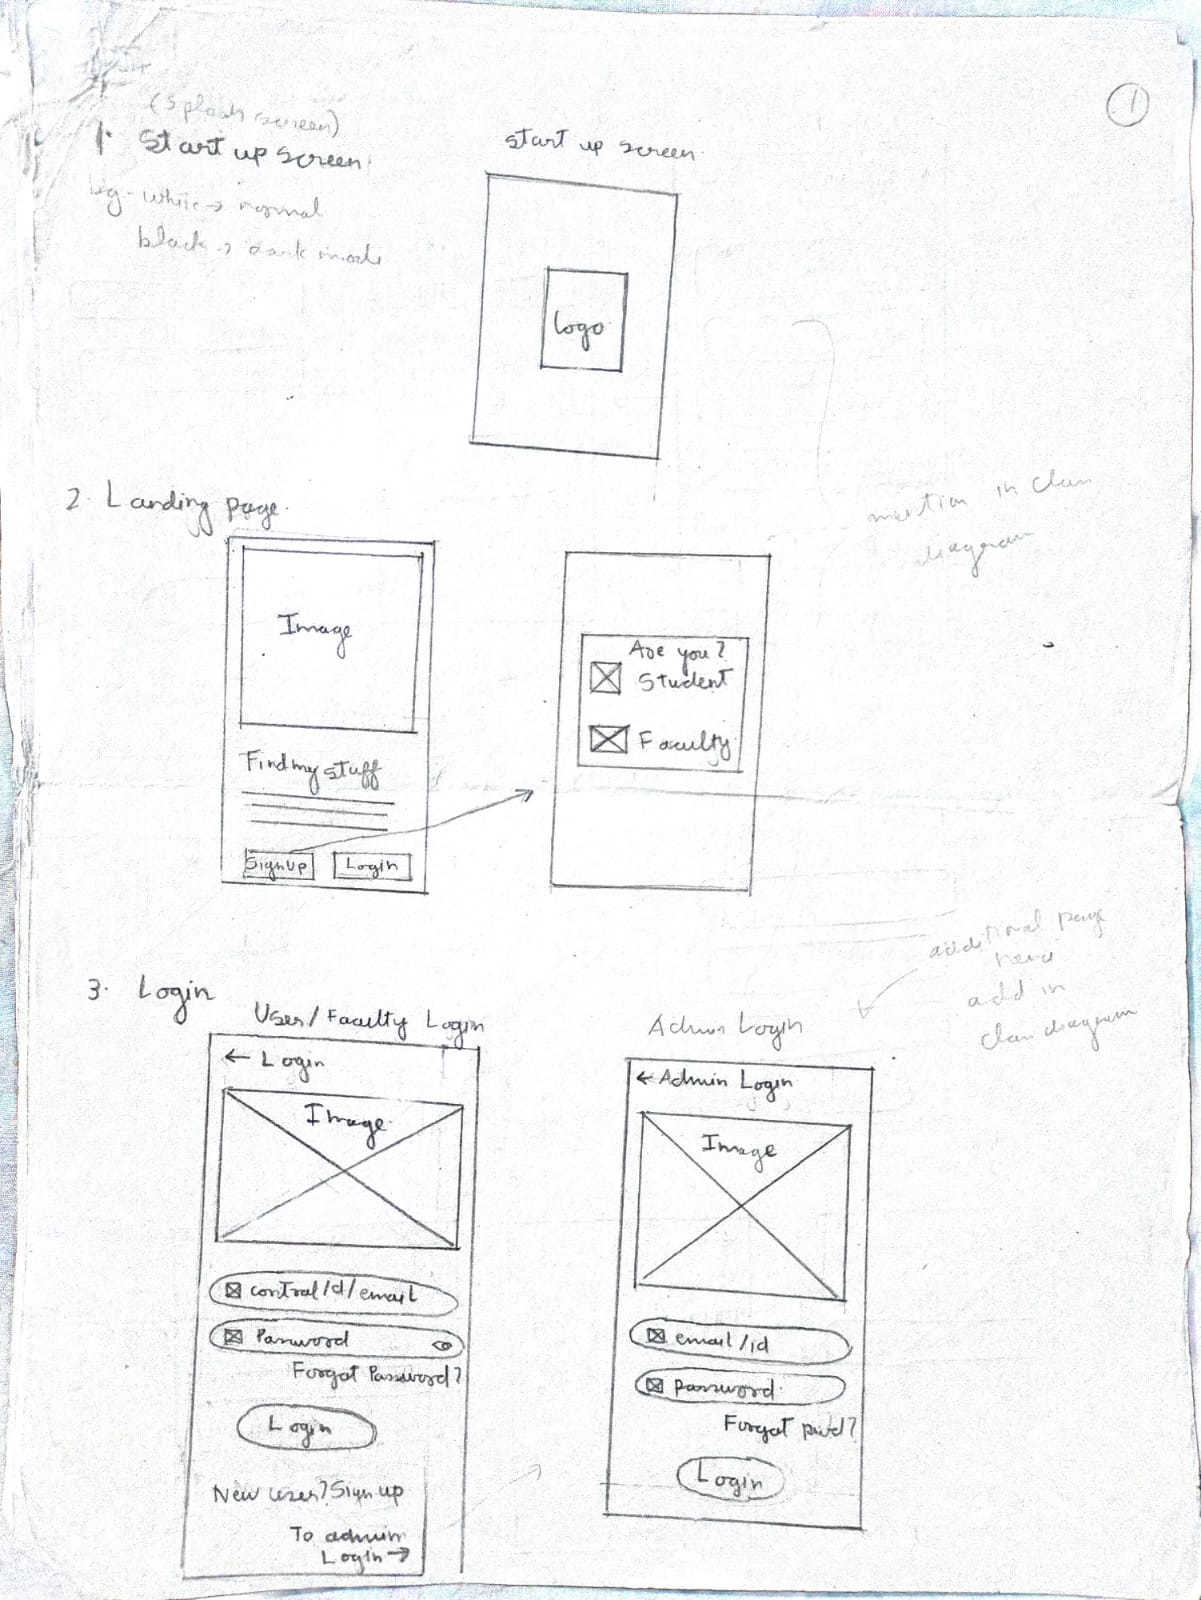 1
(Splash screen)
1. Start up screen.
bg - white → normal
black → dark mode
start up screen.
Logo
2. Landing page.
mention in class
diagram
Image
Find my stuff
SignUp
Login
Are you?
Student
Faculty
additional page
here
add in
class diagram
3. Login
User/Faculty Login
← Login
Image
control/d/email
Password
Forgot Password?
Login
New user? Sign up
To admin
Login →
Admin Login
← Admin Login
Image
email/id
password
Forgot pwd?
Login